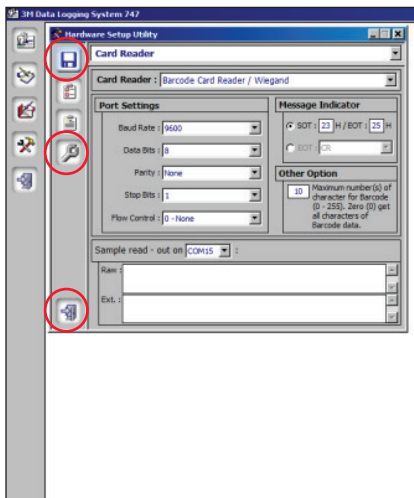 3M Data Logging System 747
Hardware Setup Utility
Card Reader
Card Reader : Barcode Card Reader / Wiegand
Port Settings
Baud Rate : 9600
Data Bits : 8
Parity : None
Stop Bits : 1
Flow Control : 0 - None
Message Indicator
SOT : 23 H / EOT : 25 H
EOT : CR
Other Option
10 Maximum number(s) of
character for Barcode
(0 - 255). Zero (0) get
all characters of
Barcode data.
Sample read - out on COM15 :
Raw :
Ext. :